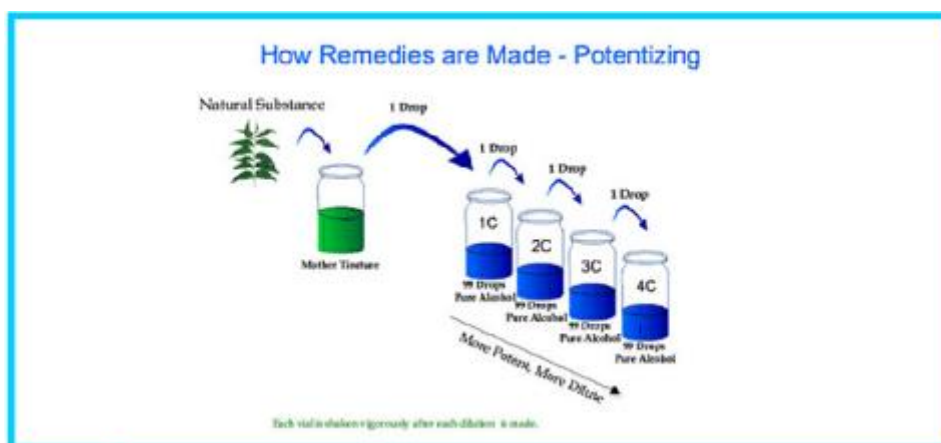 How Remedies are Made - Potentizing
Natural Substance
1 Drop
1 Drop
1 Drop
1 Drop
1C
2C
3C
4C
Mother Tincture
99 Drops
Pure Alcohol
99 Drops
Pure Alcohol
99 Drops
Pure Alcohol
99 Drops
Pure Alcohol
More Potent, More Dilute
Each vial is shaken vigorously after each dilution is made.